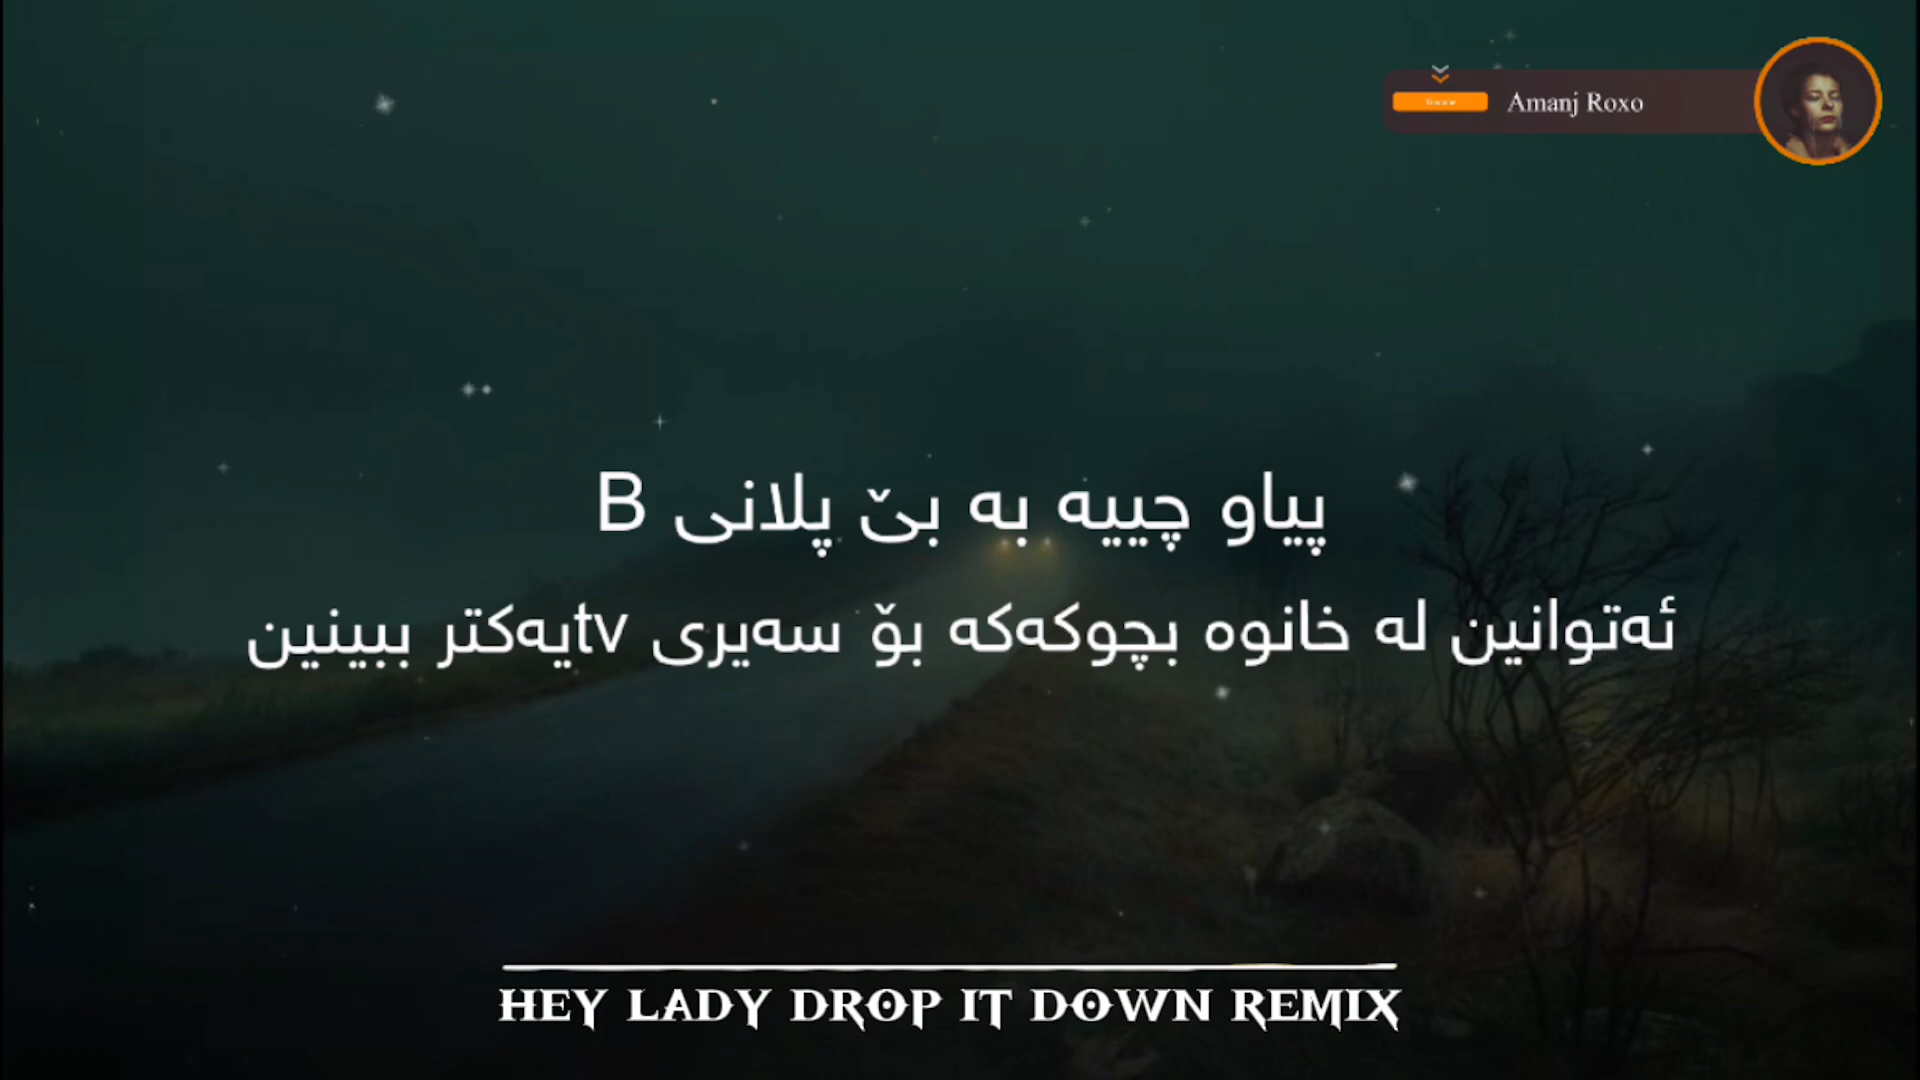 Amanj Roxo
پیاو چییە بە بێ پلانی B
ئەتوانین لە خانوە بچوکەکە بۆ سەیری tvیەکتر ببینین
HEY LADY DROP IT DOWN REMIX